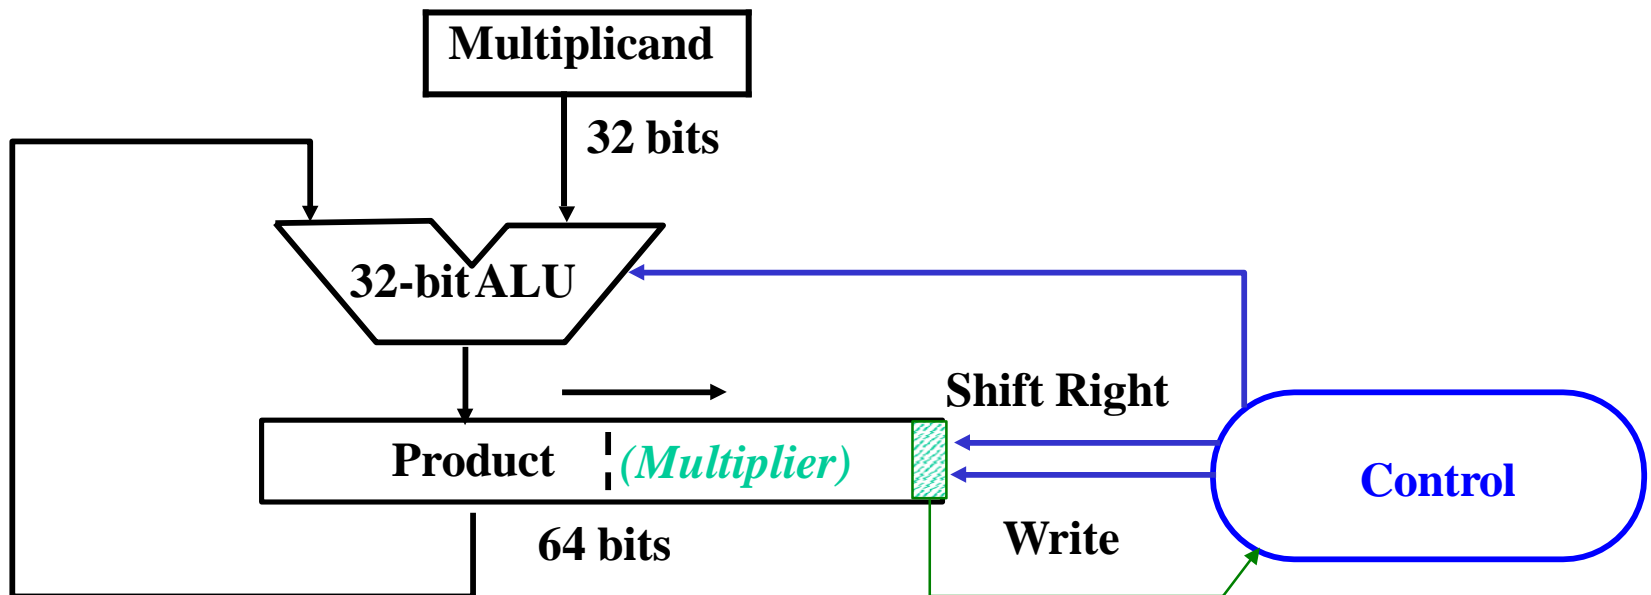 Multiplicand
32 bits
32-bit ALU
Shift Right
Product
(Multiplier)
Control
64 bits
Write